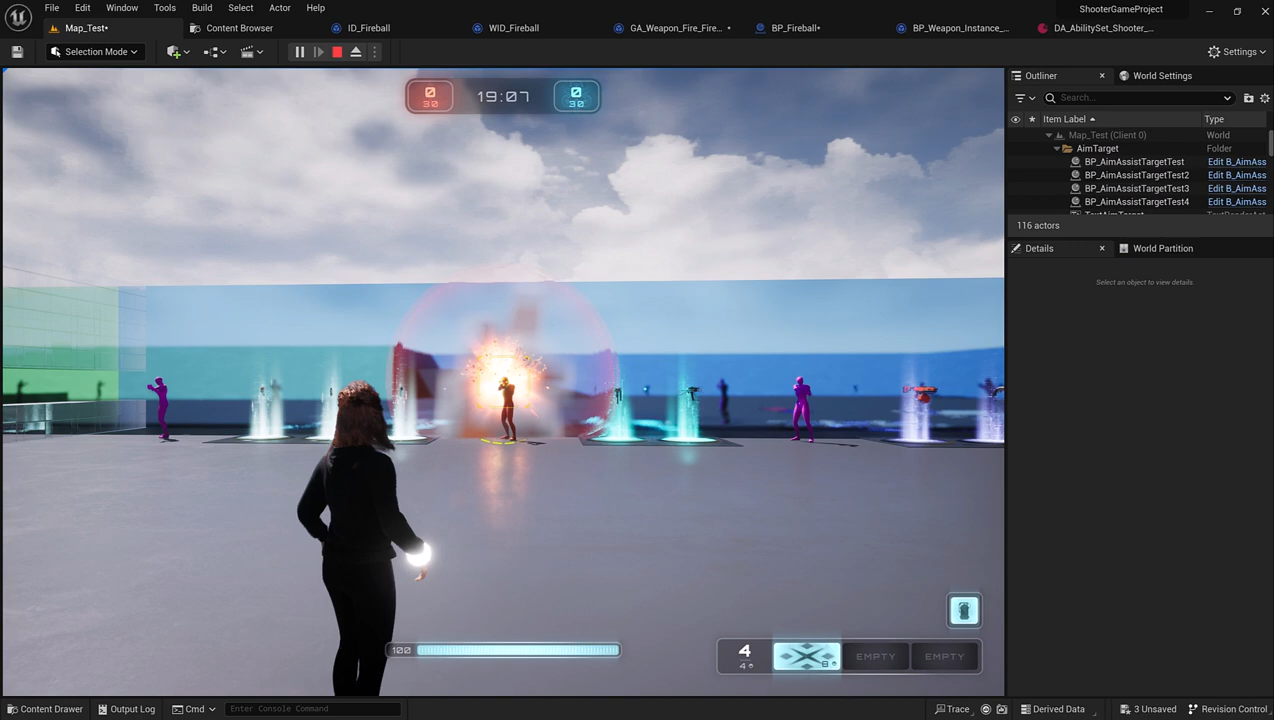 File Edit Window Tools Build Select Actor Help
ShooterGameProject
Map_Test•
Content Browser
ID_Fireball
WID_Fireball
GA_Weapon_Fire_Fire... •
BP_Fireball•
BP_Weapon_Instance_...
DA_AbilitySet_Shooter_...
Selection Mode
Settings
0
30
19:07
0
30
Outliner
World Settings
Search...
Item Label
Type
Map_Test (Client 0)
World
AimTarget
Folder
BP_AimAssistTargetTest
Edit B_AimAss
BP_AimAssistTargetTest2
Edit B_AimAss
BP_AimAssistTargetTest3
Edit B_AimAss
BP_AimAssistTargetTest4
Edit B_AimAss
116 actors
Details
World Partition
Select an object to view details.
100
4
4
EMPTY
EMPTY
Content Drawer
Output Log
Cmd
Enter Console Command
Trace
Derived Data
3 Unsaved
Revision Control